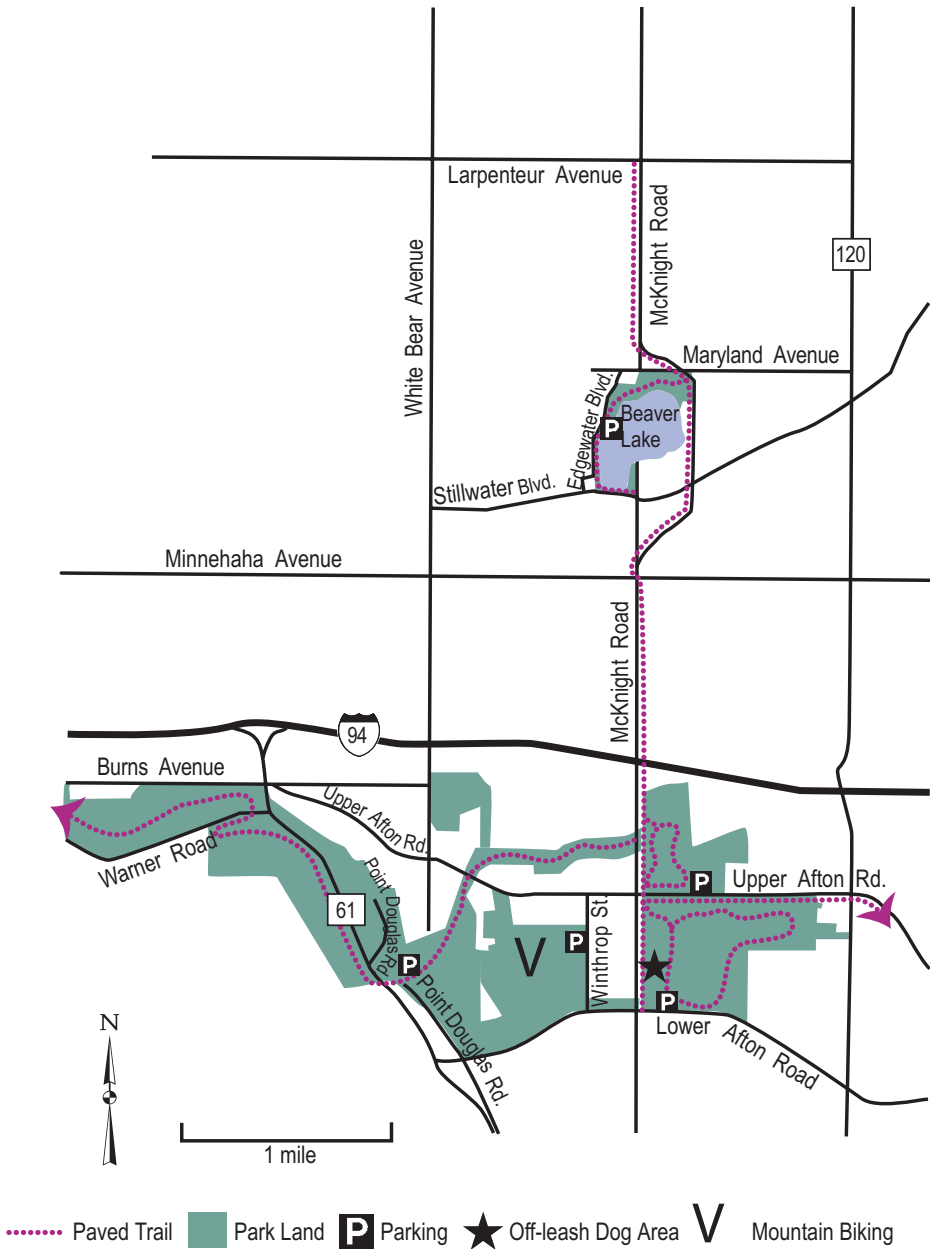 Larpenteur Avenue
White Bear Avenue
McKnight Road
120
Maryland Avenue
Edgewater Blvd.
P
Beaver
Lake
Stillwater Blvd.
Minnehaha Avenue
McKnight Road
94
Burns Avenue
Upper Afton Rd.
Warner Road
Point Douglas Rd
61
P
Upper Afton Rd.
P
Winthrop St.
P
V
P
Point Douglas Rd.
Lower Afton Road
N
1 mile
Paved Trail
Park Land
P Parking
Off-leash Dog Area
V Mountain Biking